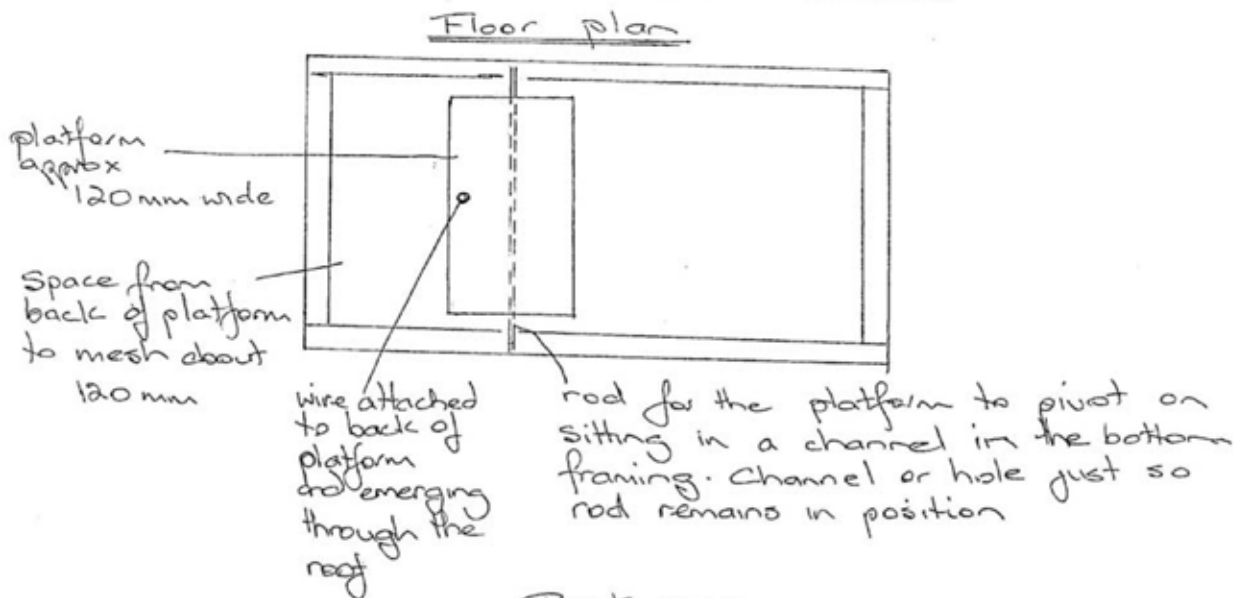 Floor plan
platform
approx
120 mm wide
Space from
back of platform
to mesh about
120 mm
wire attached
to back of
platform
and emerging
through the
roof
rod for the platform to pivot on
sitting in a channel in the bottom
framing. Channel or hole just so
rod remains in position